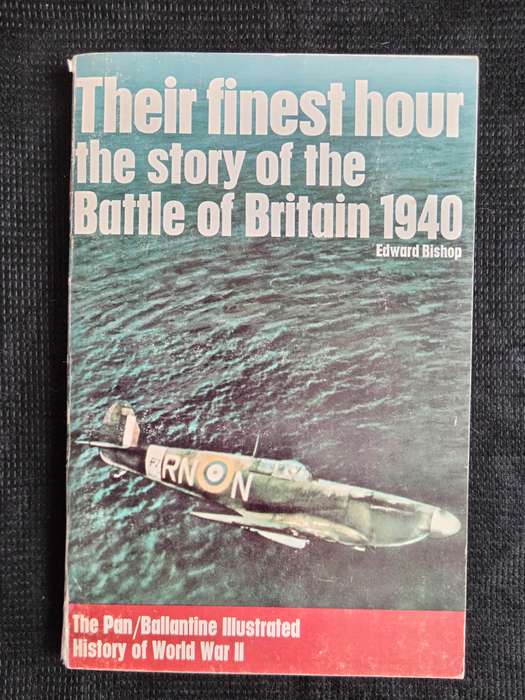 Their finest hour
the story of the
Battle of Britain 1940
Edward Bishop
RN N
The Pan/Ballantine Illustrated
History of World War II